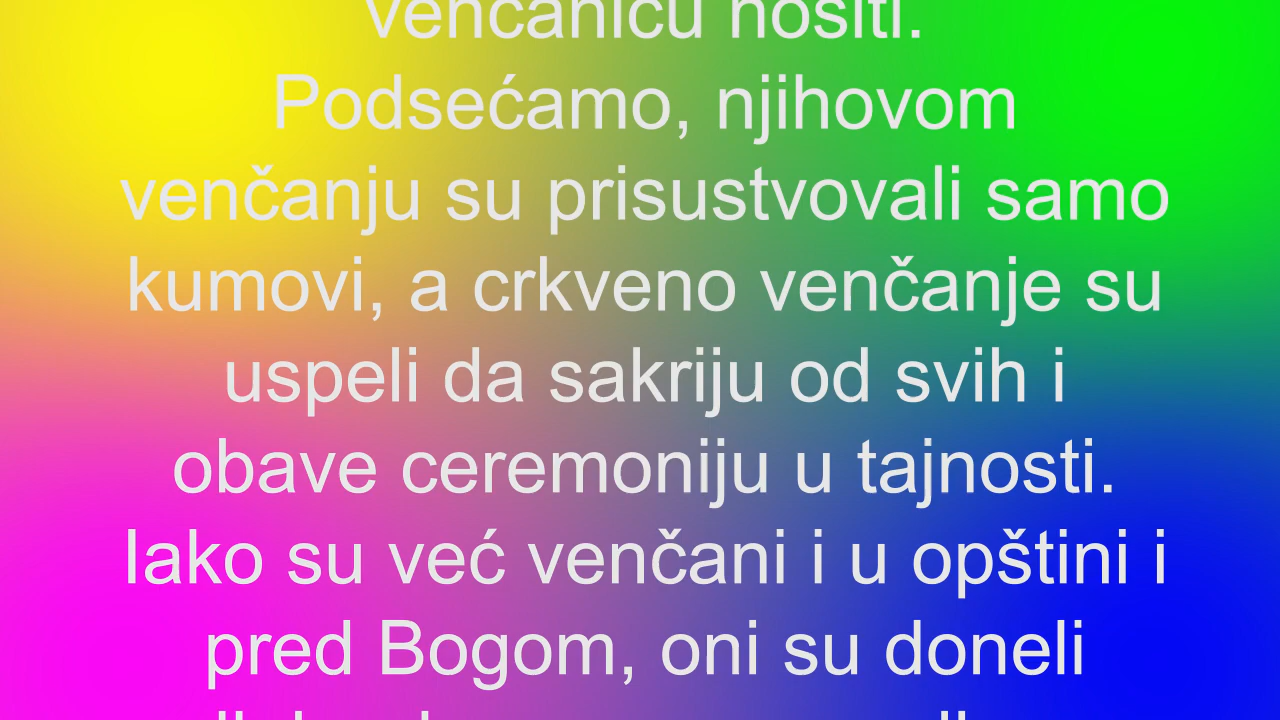 venčanicu nositi.
Podsećamo, njihovom
venčanju su prisustvovali samo
kumovi, a crkveno venčanje su
uspeli da sakriju od svih i
obave ceremoniju u tajnosti.
Iako su već venčani i u opštini i
pred Bogom, oni su doneli